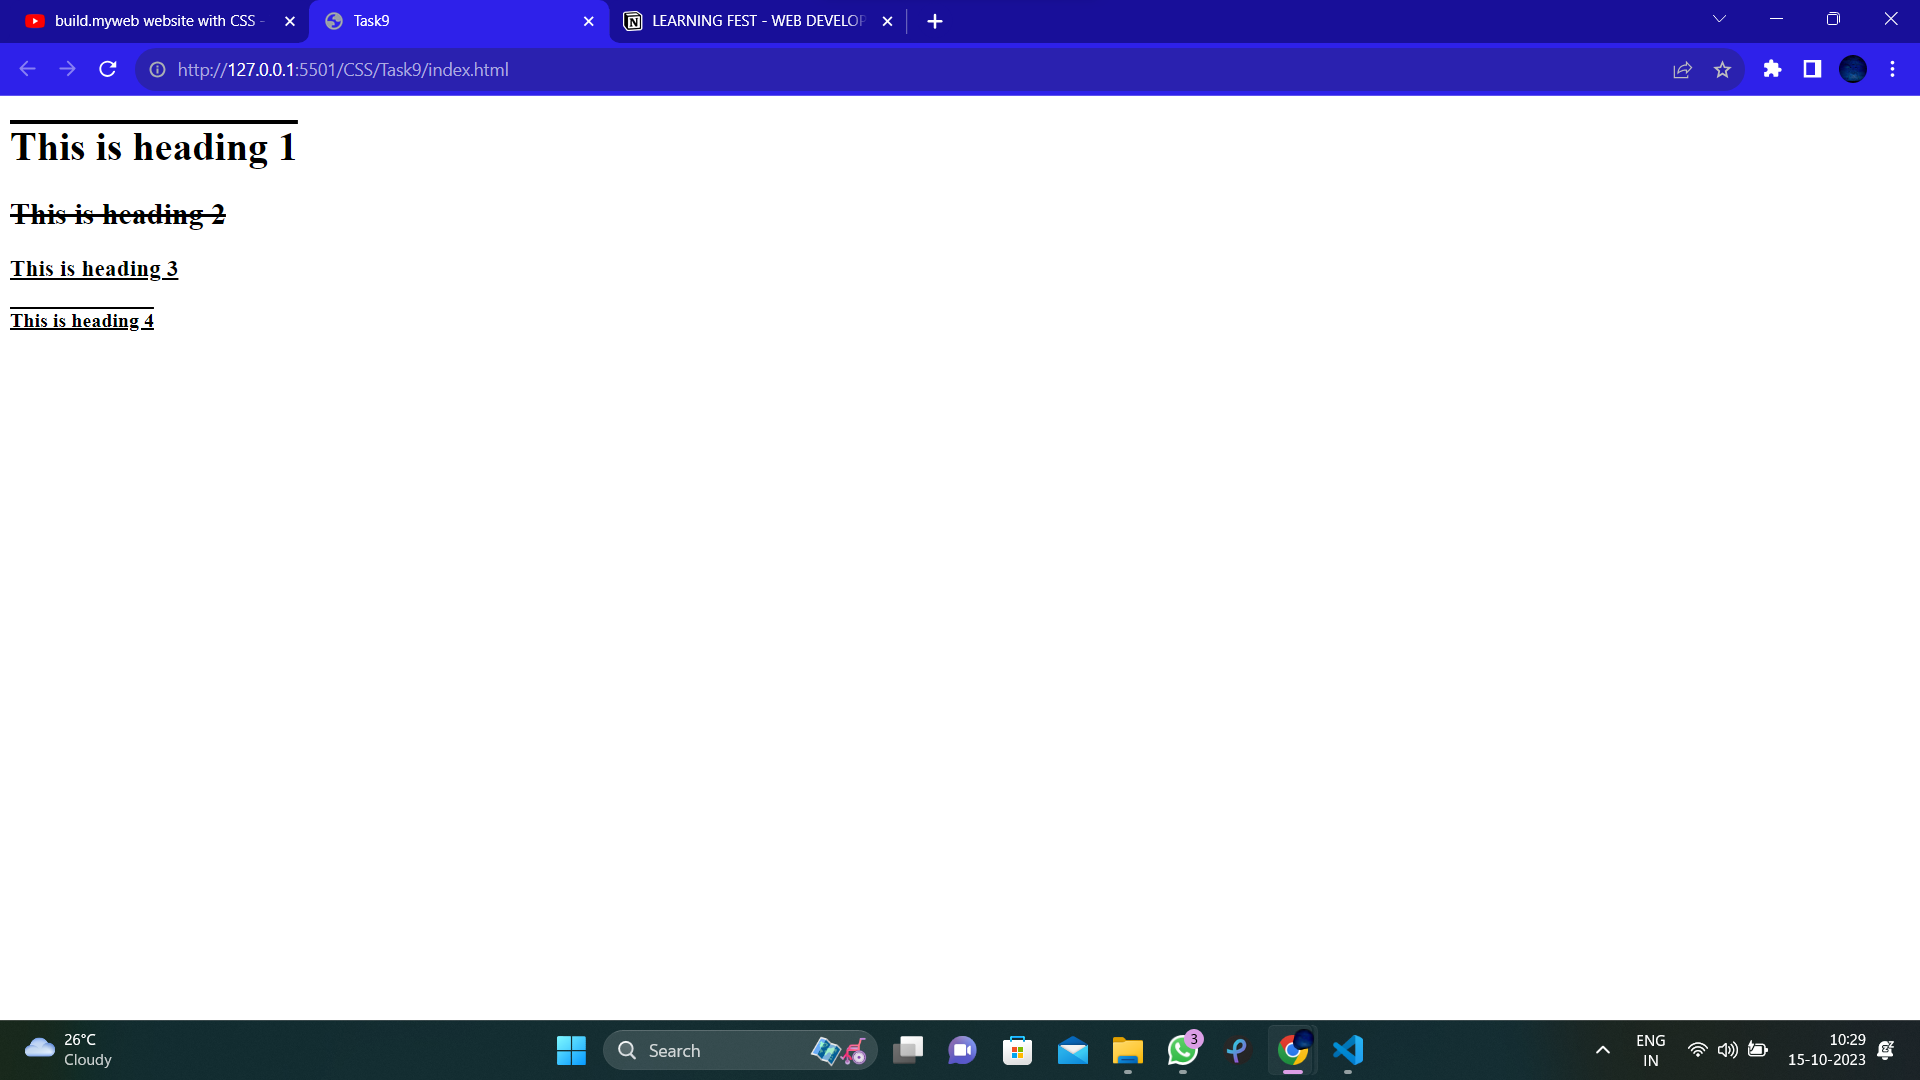 build.myweb website with CSS -
Task9
LEARNING FEST - WEB DEVELOP
http://127.0.0.1:5501/CSS/Task9/index.html
This is heading 1
This is heading 2
This is heading 3
This is heading 4
26°C
Cloudy
Search
3
ENG
IN
10:29
15-10-2023